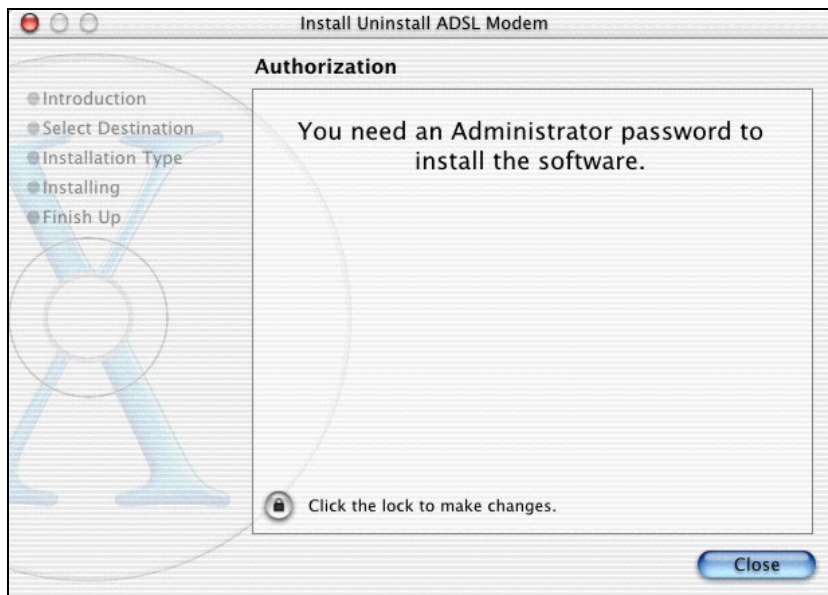 Install Uninstall ADSL Modem
Authorization
Introduction
Select Destination
Installation Type
Installing
Finish Up
You need an Administrator password to
install the software.
Click the lock to make changes.
Close